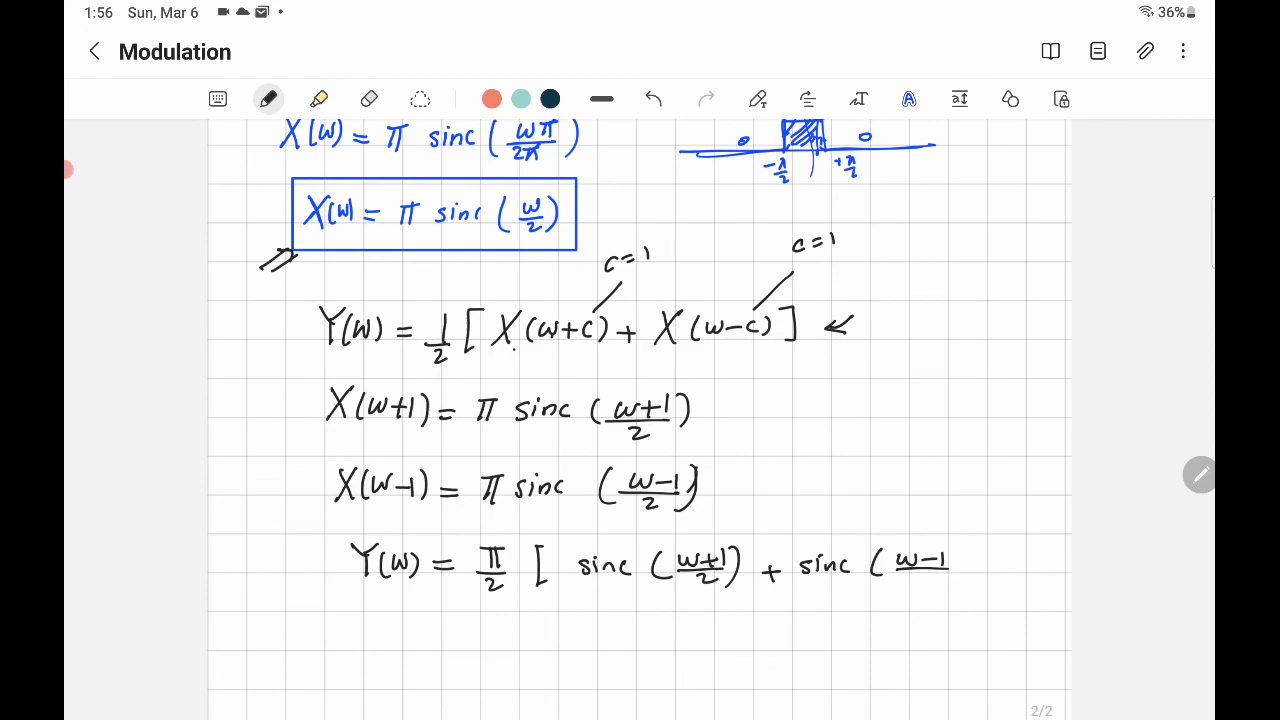 1:56 Sun, Mar 6 36%
Modulation
X(ω) = π sinc (ωπ/2π)
0 0
-π/2 +π/2
X(ω) = π sinc (ω/2)
c=1 c=1
Y(ω) = 1/2 [ X(ω+c) + X(ω-c) ] ↙
X(ω+1) = π sinc (ω+1/2)
X(ω-1) = π sinc (ω-1/2)
Y(ω) = π/2 [ sinc (ω+1/2) + sinc (ω-1
2/2